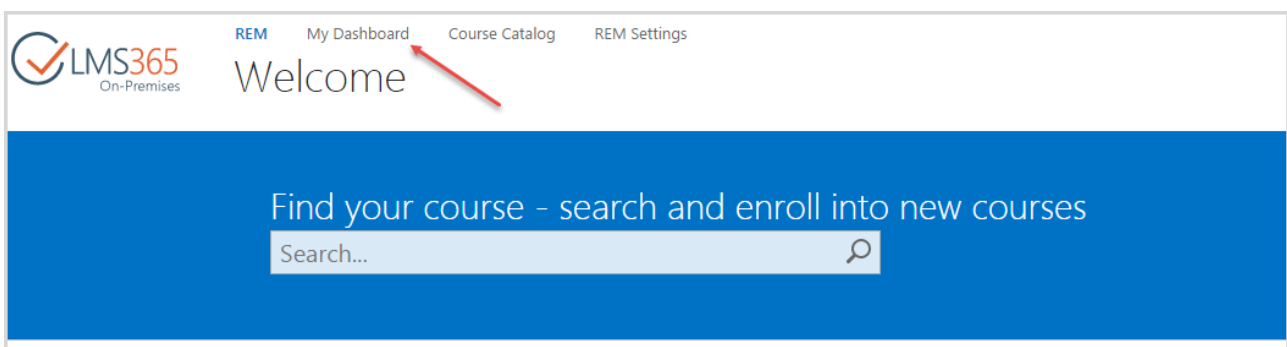 LMS365
On-Premises
REM My Dashboard Course Catalog REM Settings
Welcome
Find your course - search and enroll into new courses
Search...